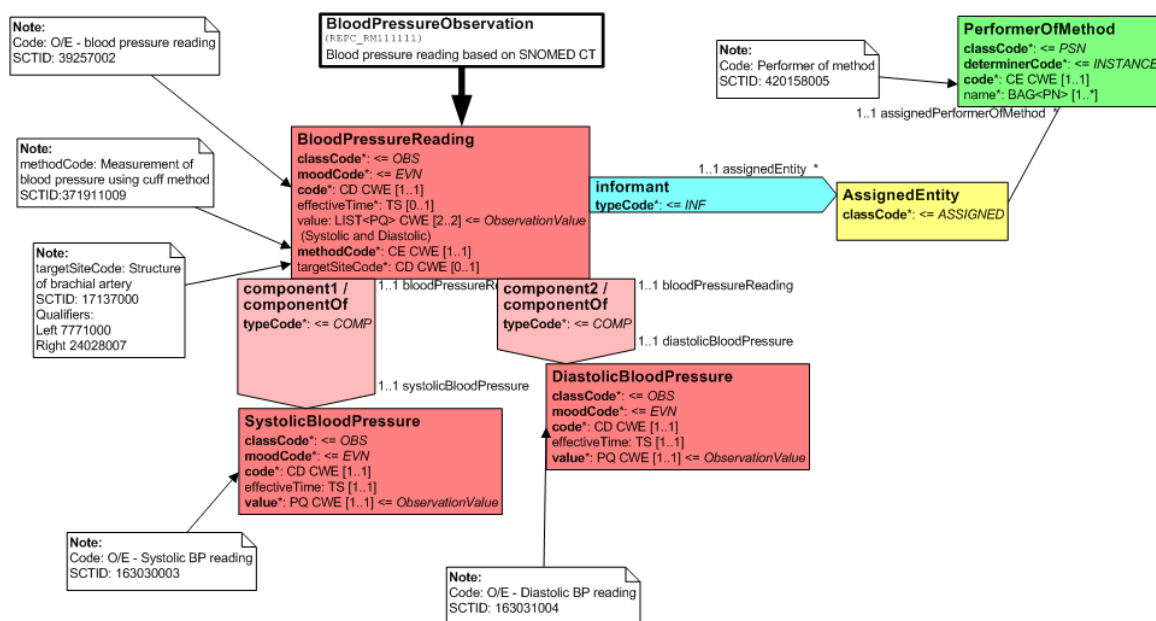 Note:
Code: O/E - blood pressure reading
SCTID: 39257002
BloodPressureObservation
(REPC_RM111111)
Blood pressure reading based on SNOMED CT
Note:
Code: Performer of method
SCTID: 420158005
PerformerOfMethod
classCode*: <= PSN
determinerCode*: <= INSTANCE
code*: CE CWE [1..1]
name*: BAG<PN> [1..*]
1..1 assignedPerformerOfMethod *
Note:
methodCode: Measurement of
blood pressure using cuff method
SCTID:371911009
BloodPressureReading
classCode*: <= OBS
moodCode*: <= EVN
code*: CD CWE [1..1]
effectiveTime*: TS [0..1]
value: LIST<PQ> CWE [2..2] <= ObservationValue
(Systolic and Diastolic)
methodCode*: CE CWE [1..1]
targetSiteCode*: CD CWE [0..1]
1..1 assignedEntity *
informant
typeCode*: <= INF
AssignedEntity
classCode*: <= ASSIGNED
Note:
targetSiteCode: Structure
of brachial artery
SCTID: 17137000
Qualifiers:
Left 7771000
Right 24028007
component1 /
componentOf
typeCode*: <= COMP
1..1 bloodPressureRe
component2 /
componentOf
typeCode*: <= COMP
1..1 bloodPressureReading
1..1 diastolicBloodPressure
1..1 systolicBloodPressure
DiastolicBloodPressure
classCode*: <= OBS
moodCode*: <= EVN
code*: CD CWE [1..1]
effectiveTime: TS [1..1]
value*: PQ CWE [1..1] <= ObservationValue
SystolicBloodPressure
classCode*: <= OBS
moodCode*: <= EVN
code*: CD CWE [1..1]
effectiveTime: TS [1..1]
value*: PQ CWE [1..1] <= ObservationValue
Note:
Code: O/E - Systolic BP reading
SCTID: 163030003
Note:
Code: O/E - Diastolic BP reading
SCTID: 163031004